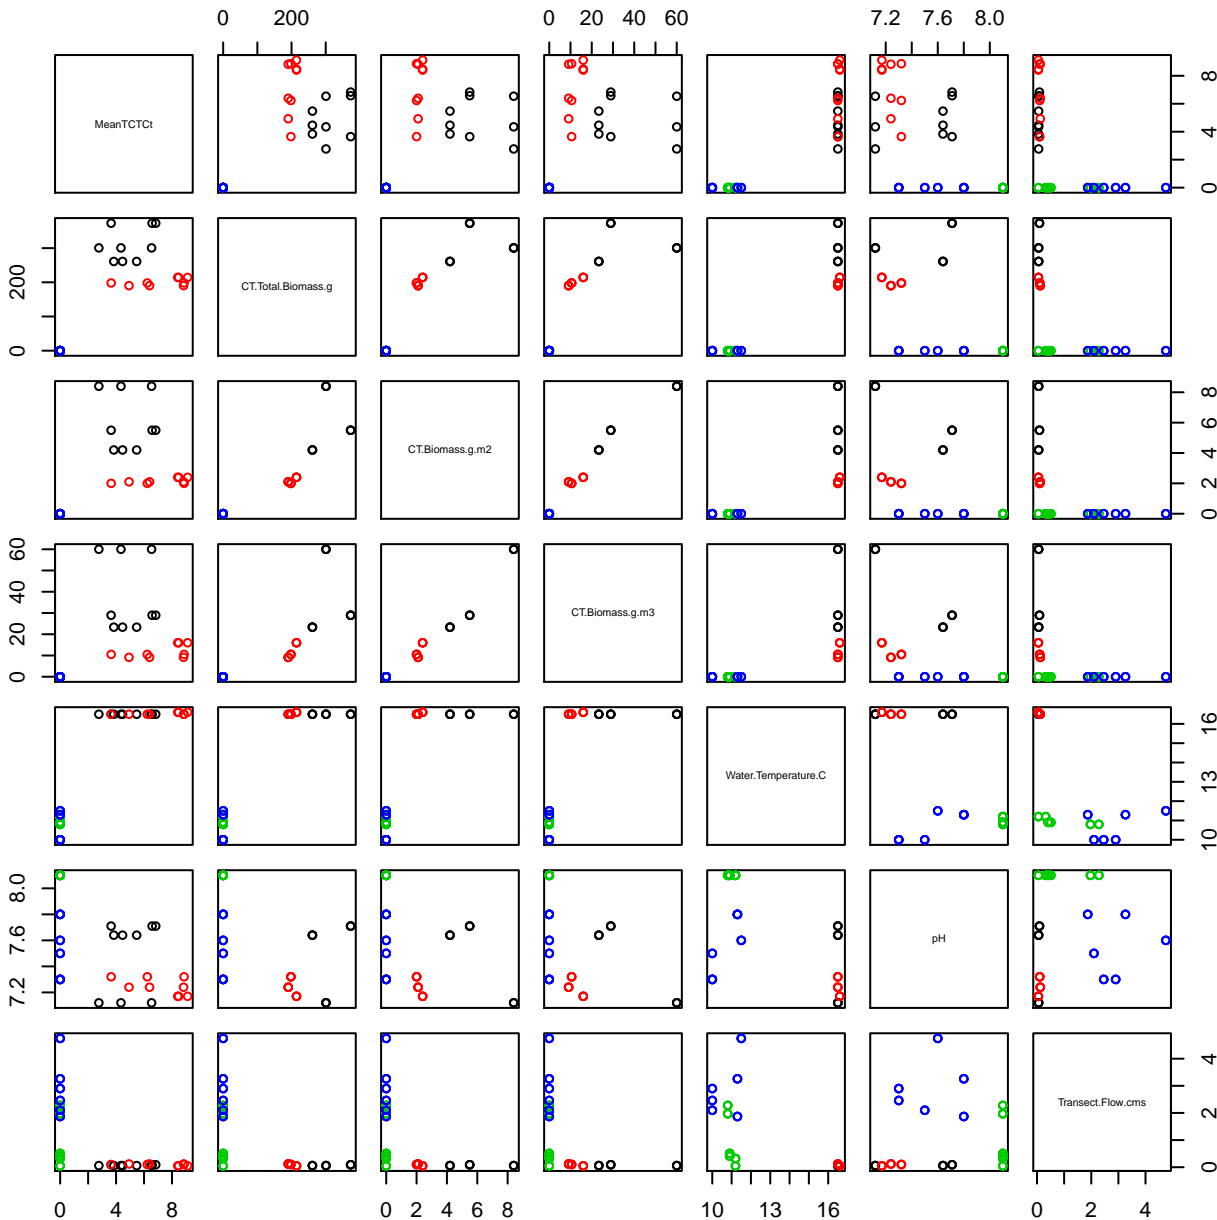 200
0 20 40 60
7.2 7.6 8.0
MeanTCTCt
0 4 8
0 200
CT.Total.Biomass.g
CT.Biomass.g.m2
0 2 4 6 8
0 20 40 60
CT.Biomass.g.m3
Water.Temperature.C
10 13 16
7.2 7.6 8.0
pH
Transect.Flow.cms
0 2 4
0 4 8
0 2 4 6 8
10 13 16
0 2 4